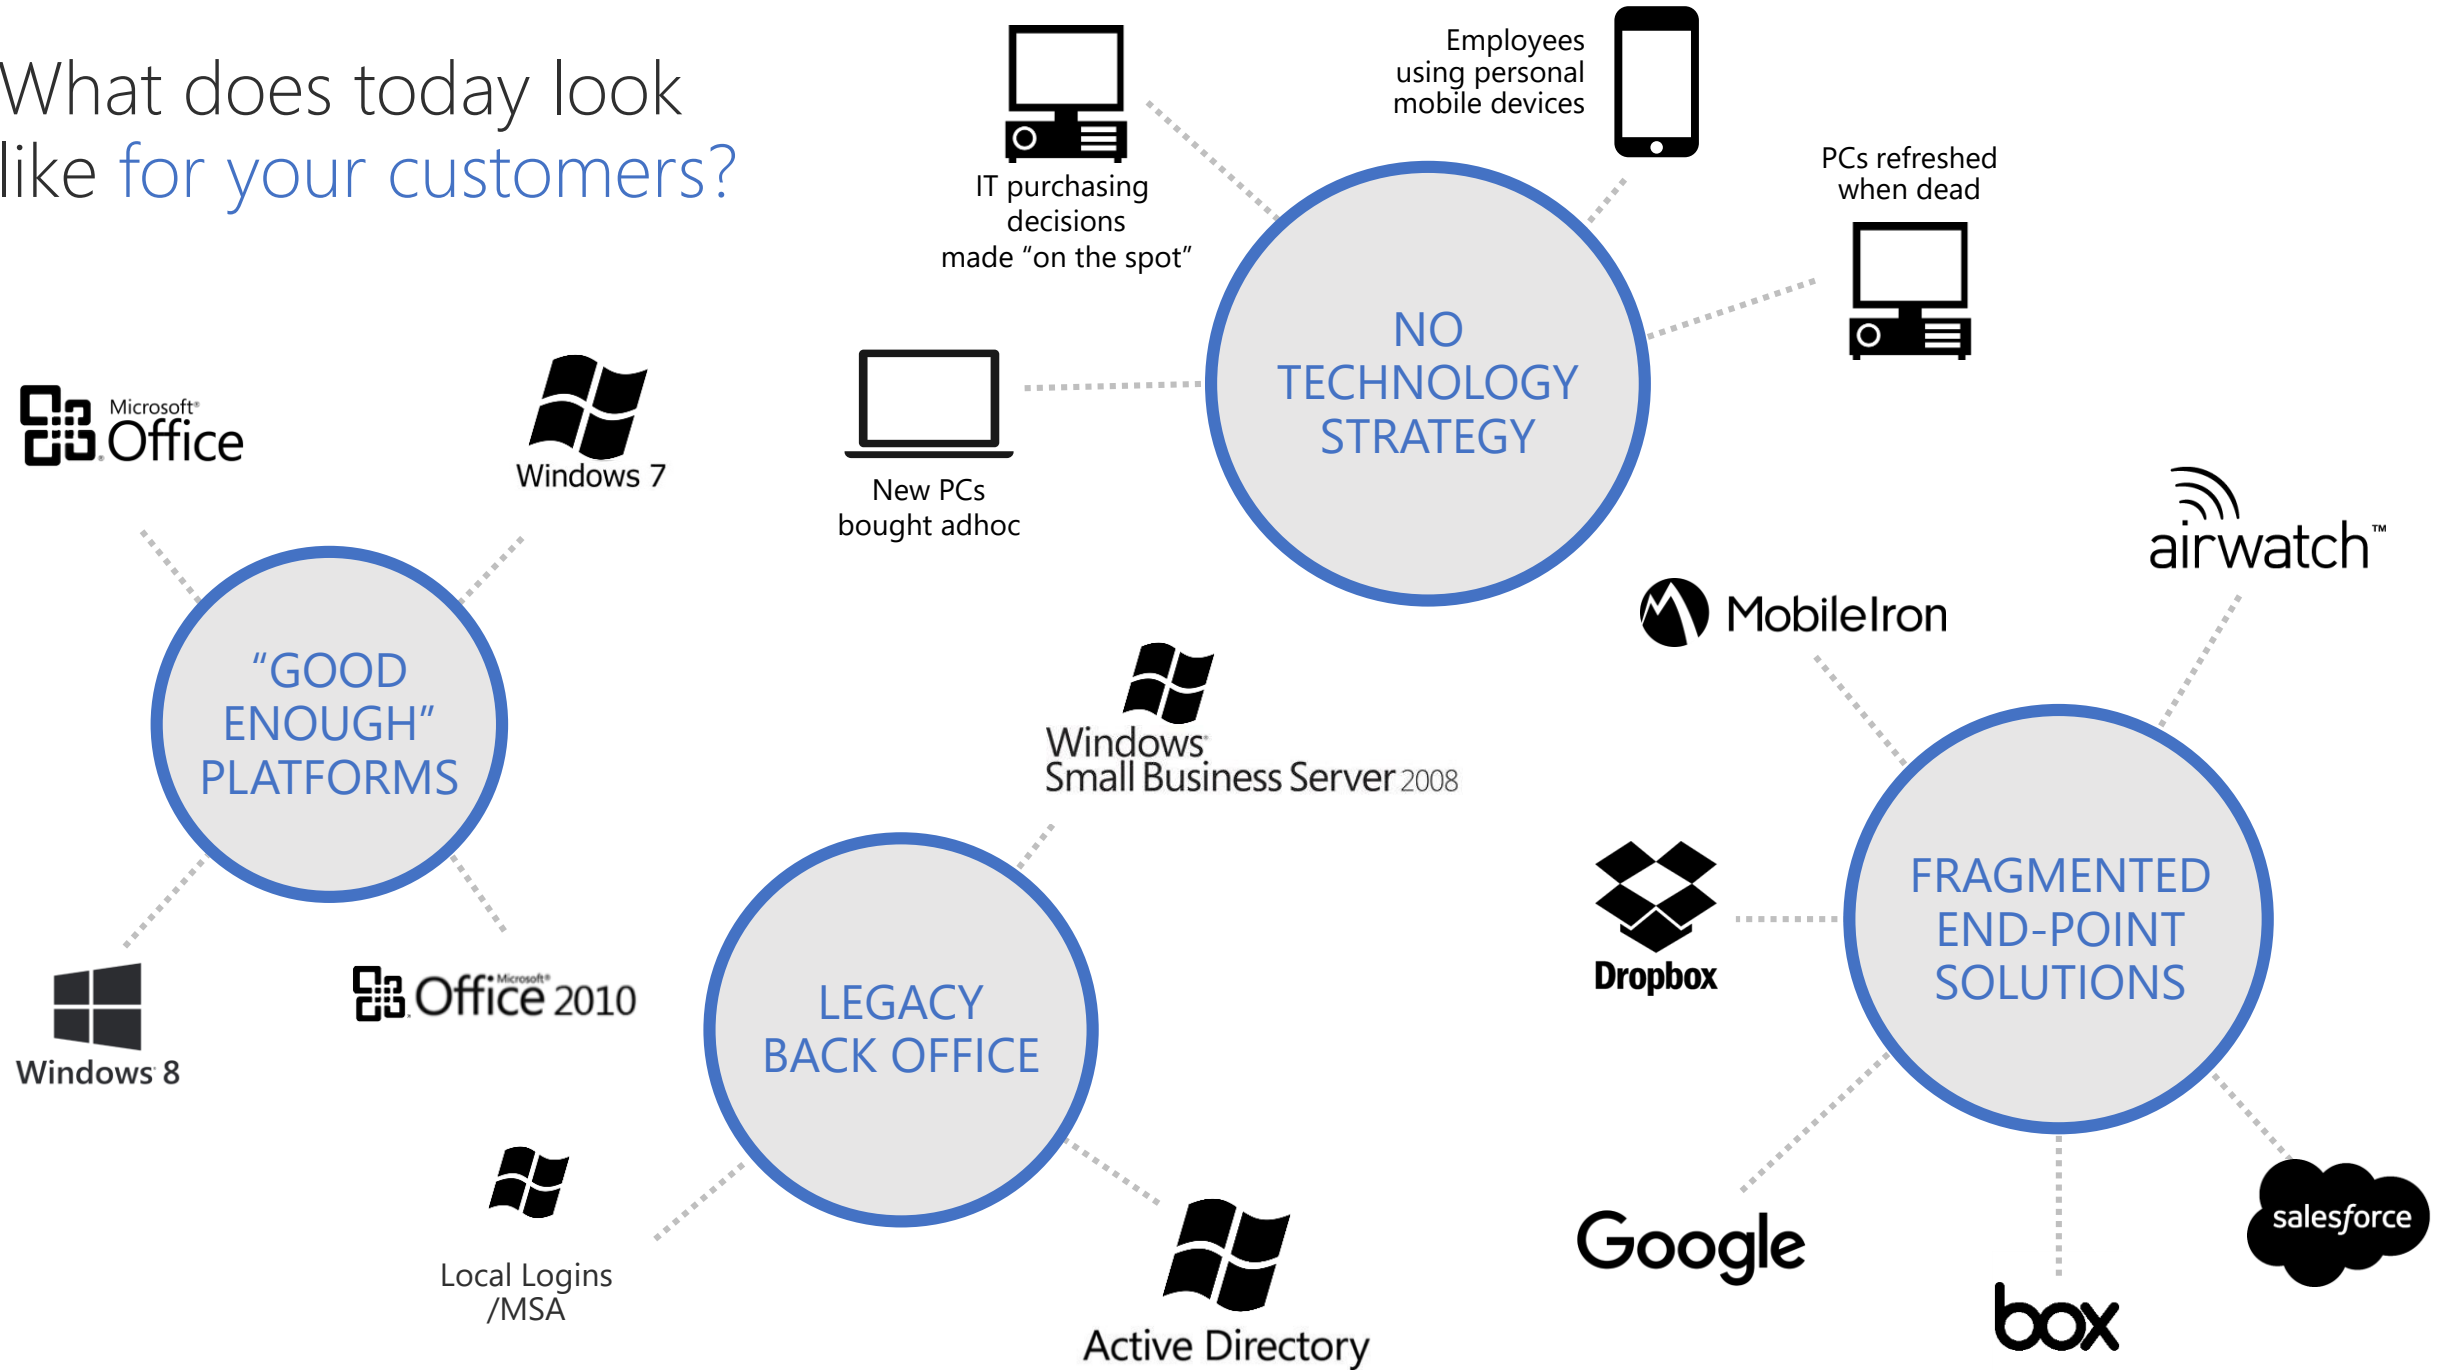 What does today look
like for your customers?
IT purchasing
decisions
made “on the spot”
Employees
using personal
mobile devices
PCs refreshed
when dead
New PCs
bought adhoc
NO
TECHNOLOGY
STRATEGY
Microsoft®
Office
Windows 7
“GOOD
ENOUGH”
PLATFORMS
Windows 8
Microsoft®
Office 2010
Windows®
Small Business Server 2008
LEGACY
BACK OFFICE
Local Logins
/MSA
Active Directory
airwatch™
MobileIron
Dropbox
FRAGMENTED
END-POINT
SOLUTIONS
Google
box
salesforce